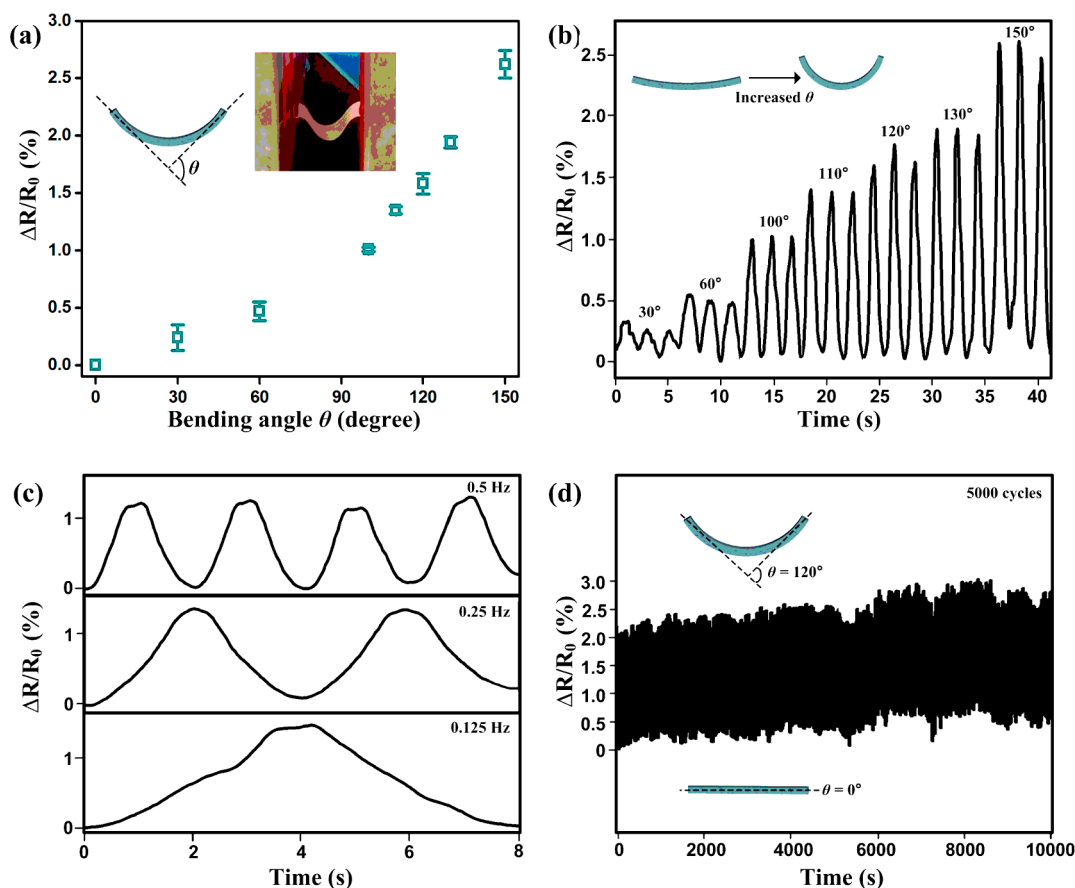 (a)
3.0
2.5
2.0
1.5
1.0
0.5
0.0
ΔR/R0 (%)
θ
0 30 60 90 120 150
Bending angle θ (degree)
(b)
2.5
2.0
1.5
1.0
0.5
0
ΔR/R0 (%)
Increased θ
30°
60°
100°
110°
120°
130°
150°
0 5 10 15 20 25 30 35 40
Time (s)
(c)
0.5 Hz
1
0
0.25 Hz
1
0
0.125 Hz
1
0
ΔR/R0 (%)
ΔR/R0 (%)
0 2 4 6 8
Time (s)
(d)
5000 cycles
θ = 120°
3.0
2.5
2.0
1.5
1.0
0.5
0
ΔR/R0 (%)
θ = 0°
0 2000 4000 6000 8000 10000
Time (s)